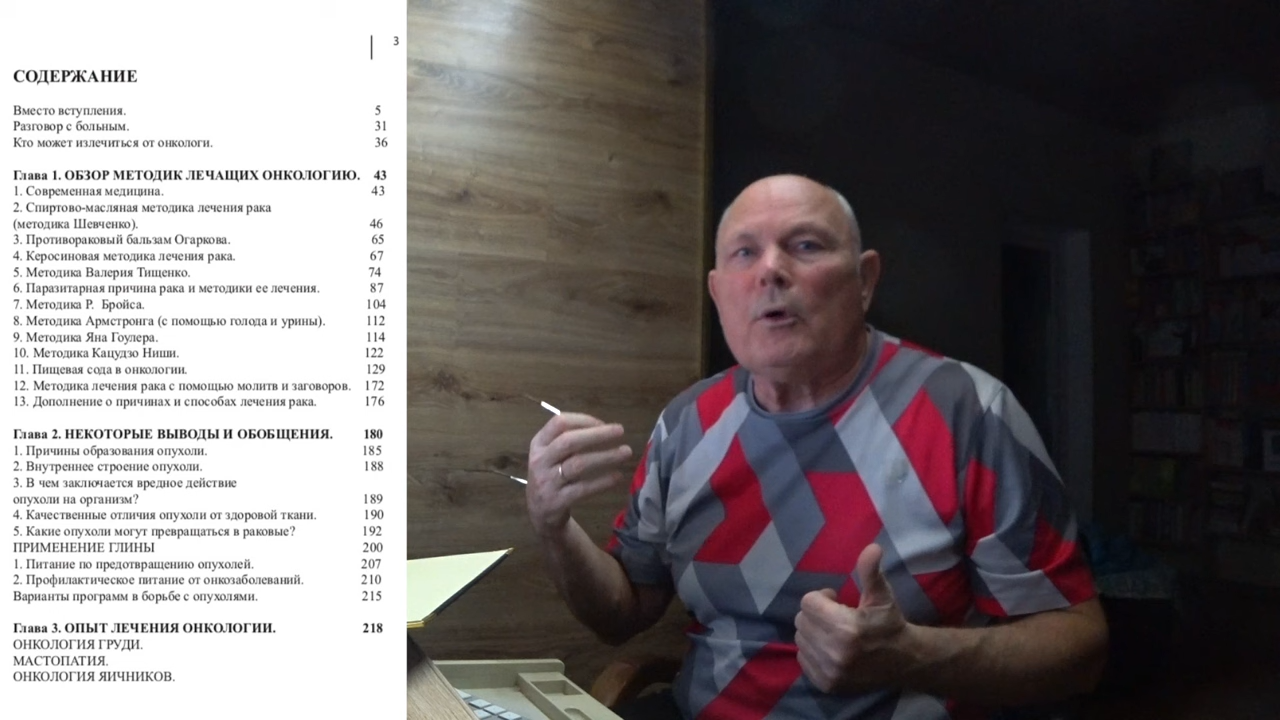 3
СОДЕРЖАНИЕ
Вместо вступления. 5
Разговор с больным. 31
Кто может излечиться от онкологи. 36
Глава 1. ОБЗОР МЕТОДИК ЛЕЧАЩИХ ОНКОЛОГИЮ. 43
1. Современная медицина. 43
2. Спиртово-масляная методика лечения рака
(методика Шевченко). 46
3. Противораковый бальзам Огаркова. 65
4. Керосиновая методика лечения рака. 67
5. Методика Валерия Тищенко. 74
6. Паразитарная причина рака и методики ее лечения. 87
7. Методика Р. Бройса. 104
8. Методика Армстронга (с помощью голода и урины). 112
9. Методика Яна Гоулера. 114
10. Методика Кацудзо Ниши. 122
11. Пищевая сода в онкологии. 129
12. Методика лечения рака с помощью молитв и заговоров. 172
13. Дополнение о причинах и способах лечения рака. 176
Глава 2. НЕКОТОРЫЕ ВЫВОДЫ И ОБОБЩЕНИЯ. 180
1. Причины образования опухоли. 185
2. Внутреннее строение опухоли. 188
3. В чем заключается вредное действие
опухоли на организм? 189
4. Качественные отличия опухоли от здоровой ткани. 190
5. Какие опухоли могут превращаться в раковые? 192
ПРИМЕНЕНИЕ ГЛИНЫ 200
1. Питание по предотвращению опухолей. 207
2. Профилактическое питание от онкозаболеваний. 210
Варианты программ в борьбе с опухолями. 215
Глава 3. ОПЫТ ЛЕЧЕНИЯ ОНКОЛОГИИ. 218
ОНКОЛОГИЯ ГРУДИ.
МАСТОПАТИЯ.
ОНКОЛОГИЯ ЯИЧНИКОВ.